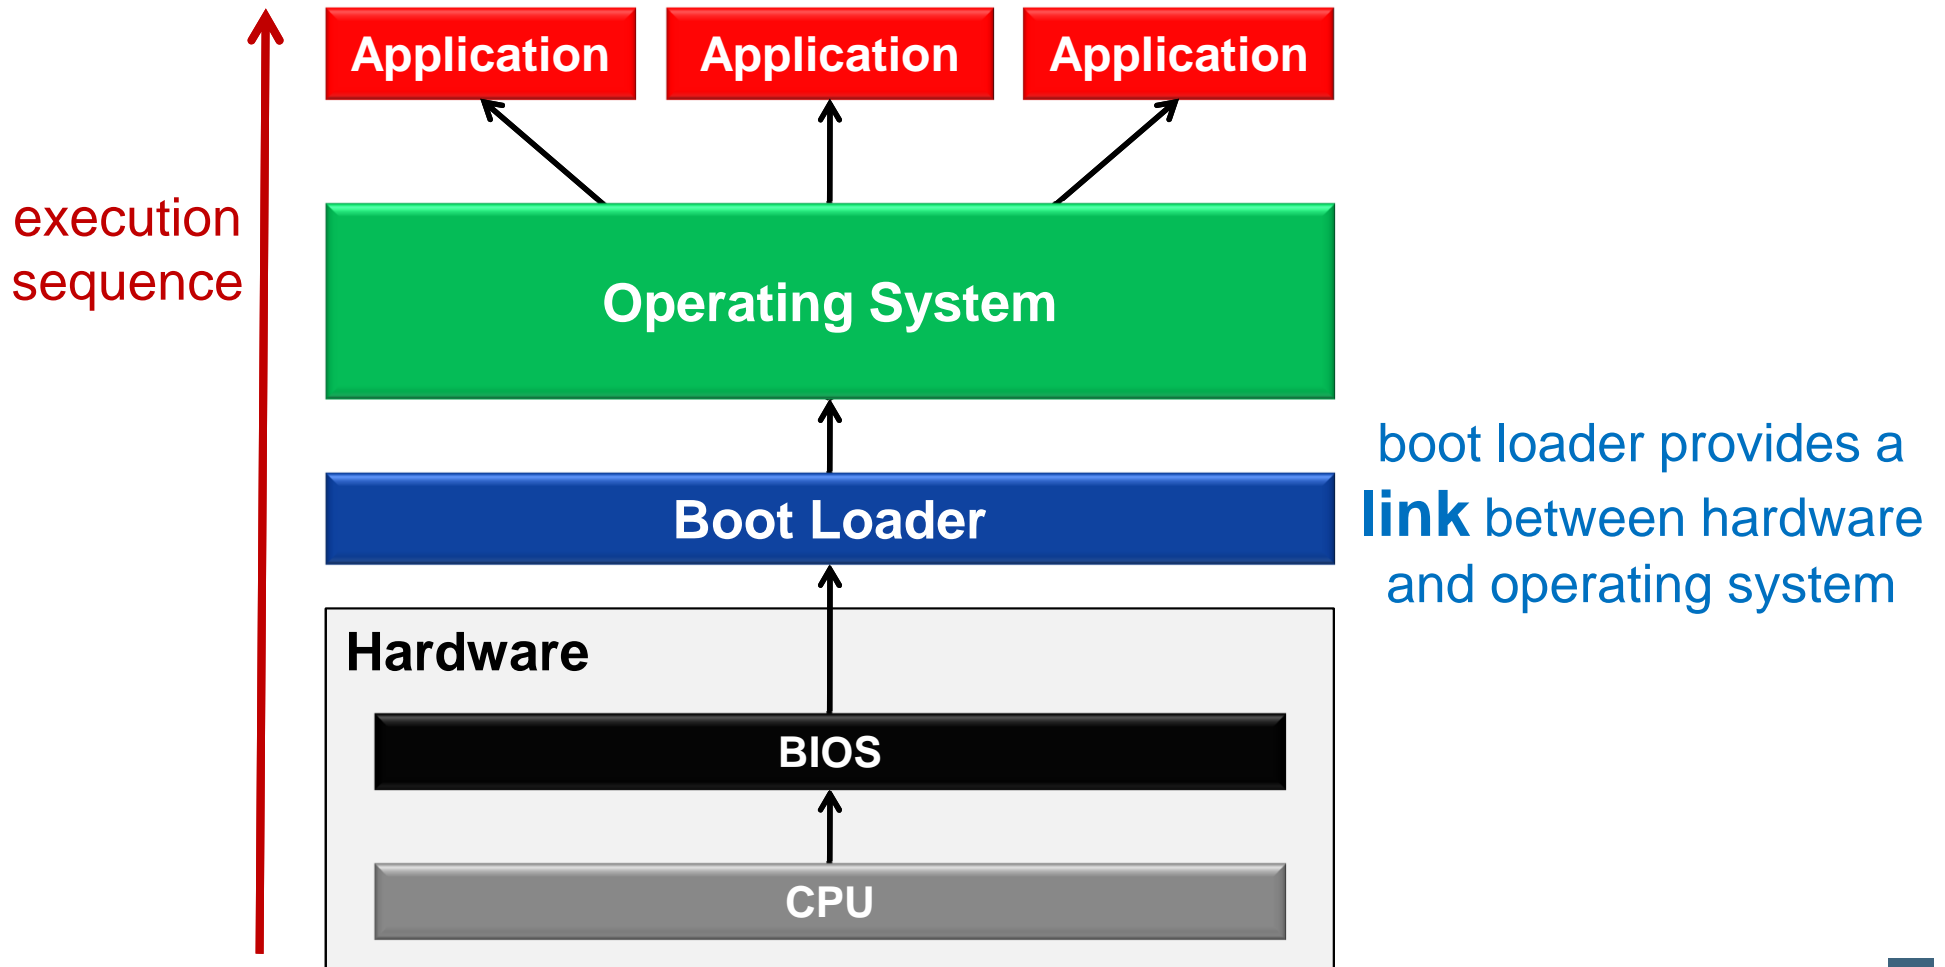 Application
Application
Application
execution
sequence
Operating System
boot loader provides a
link between hardware
and operating system
Boot Loader
Hardware
BIOS
CPU